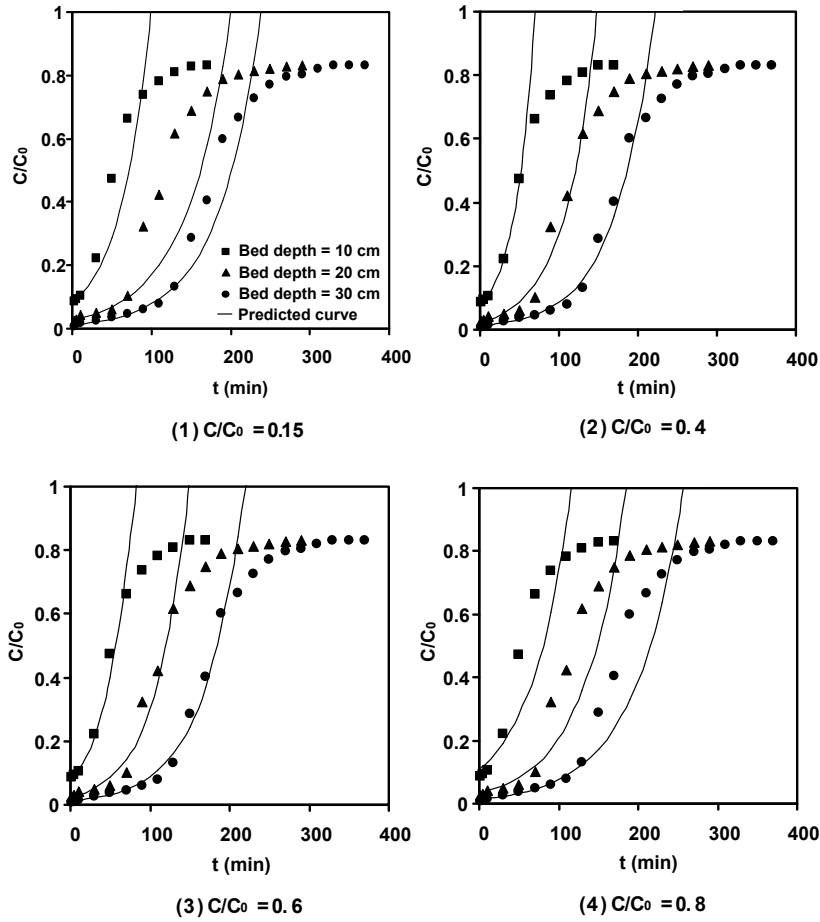 1
0.8
0.6
0.4
0.2
0
C/C0
0 100 200 300 400
t (min)
Bed depth = 10 cm
Bed depth = 20 cm
Bed depth = 30 cm
Predicted curve
(1) C/C0 = 0.15
1
0.8
0.6
0.4
0.2
0
C/C0
0 100 200 300 400
t (min)
(2) C/C0 = 0. 4
1
0.8
0.6
0.4
0.2
0
C/C0
0 100 200 300 400
t (min)
(3) C/C0 = 0. 6
1
0.8
0.6
0.4
0.2
0
C/C0
0 100 200 300 400
t (min)
(4) C/C0 = 0. 8